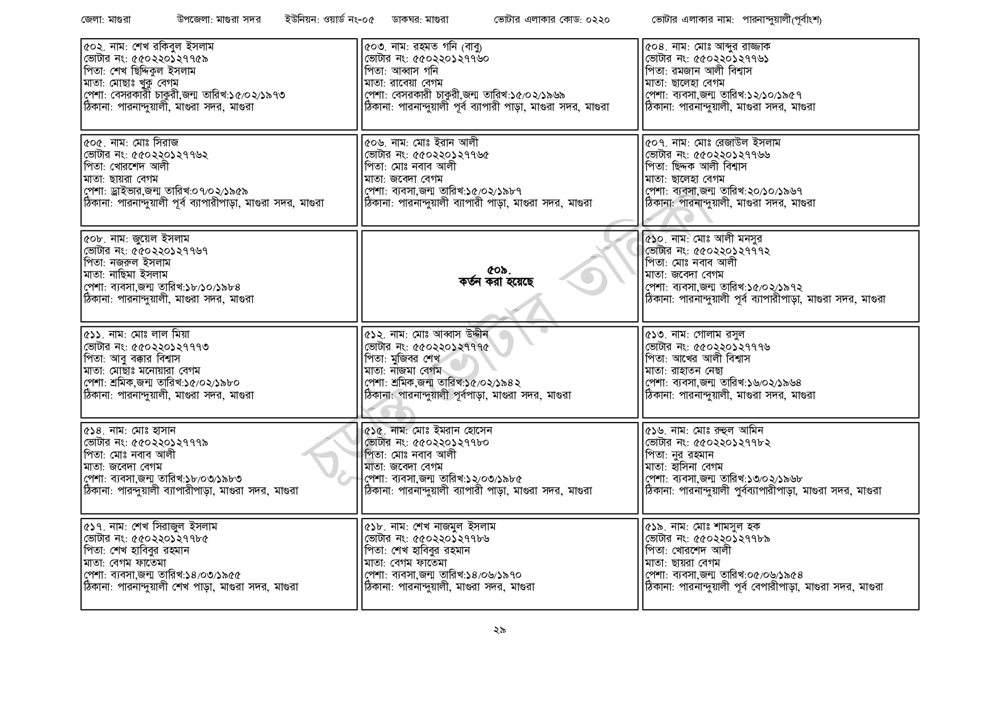 জেলা: মাগুরা উপজেলা: মাগুরা সদর ইউনিয়ন: ওয়ার্ড নং-০৫ ডাকঘর: মাগুরা ভোটার এলাকার কোড: ০২২০ ভোটার এলাকার নাম: পারনান্দুয়ালী(পূর্বাংশ)
৫০২. নাম: শেখ রকিবুল ইসলাম
ভোটার নং: ৫৫০২২০১২৭৭৫৯
পিতা: শেখ ছিদ্দিকুল ইসলাম
মাতা: মোছাঃ খুকু বেগম
পেশা: বেসরকারী চাকুরী,জন্ম তারিখ:১৫/০২/১৯৭৩
ঠিকানা: পারনান্দুয়ালী, মাগুরা সদর, মাগুরা
৫০৩. নাম: রহমত গনি (বাবু)
ভোটার নং: ৫৫০২২০১২৭৭৬০
পিতা: আব্বাস গনি
মাতা: রাবেয়া বেগম
পেশা: বেসরকারী চাকুরী,জন্ম তারিখ:১৫/০২/১৯৬৯
ঠিকানা: পারনান্দুয়ালী পূর্ব ব্যাপারী পাড়া, মাগুরা সদর, মাগুরা
৫০৪. নাম: মোঃ আব্দুর রাজ্জাক
ভোটার নং: ৫৫০২২০১২৭৭৬১
পিতা: রমজান আলী বিশ্বাস
মাতা: ছালেহা বেগম
পেশা: ব্যবসা,জন্ম তারিখ:১২/১০/১৯৫৭
ঠিকানা: পারনান্দুয়ালী, মাগুরা সদর, মাগুরা
৫০৫. নাম: মোঃ সিরাজ
ভোটার নং: ৫৫০২২০১২৭৭৬২
পিতা: খোরশেদ আলী
মাতা: ছায়রা বেগম
পেশা: ড্রাইভার,জন্ম তারিখ:০৭/০২/১৯৫৯
ঠিকানা: পারনান্দুয়ালী পূর্ব ব্যাপারীপাড়া, মাগুরা সদর, মাগুরা
৫০৬. নাম: মোঃ ইরান আলী
ভোটার নং: ৫৫০২২০১২৭৭৬৫
পিতা: মোঃ নবাব আলী
মাতা: জবেদা বেগম
পেশা: ব্যবসা,জন্ম তারিখ:১৫/০২/১৯৮৭
ঠিকানা: পারনান্দুয়ালী ব্যাপারী পাড়া, মাগুরা সদর, মাগুরা
৫০৭. নাম: মোঃ রেজাউল ইসলাম
ভোটার নং: ৫৫০২২০১২৭৭৬৬
পিতা: ছিদ্দক আলী বিশ্বাস
মাতা: ছালেহা বেগম
পেশা: ব্যবসা,জন্ম তারিখ:২০/১০/১৯৬৭
ঠিকানা: পারনান্দুয়ালী, মাগুরা সদর, মাগুরা
৫০৮. নাম: জুয়েল ইসলাম
ভোটার নং: ৫৫০২২০১২৭৭৬৭
পিতা: নজরুল ইসলাম
মাতা: নাছিমা ইসলাম
পেশা: ব্যবসা,জন্ম তারিখ:১৮/১০/১৯৮৪
ঠিকানা: পারনান্দুয়ালী, মাগুরা সদর, মাগুরা
৫০৯.
কর্তন করা হয়েছে
৫১০. নাম: মোঃ আলী মনসুর
ভোটার নং: ৫৫০২২০১২৭৭৭২
পিতা: মোঃ নবাব আলী
মাতা: জবেদা বেগম
পেশা: ব্যবসা,জন্ম তারিখ:১৫/০২/১৯৭২
ঠিকানা: পারনান্দুয়ালী পূর্ব ব্যাপারীপাড়া, মাগুরা সদর, মাগুরা
৫১১. নাম: মোঃ লাল মিয়া
ভোটার নং: ৫৫০২২০১২৭৭৭৩
পিতা: আবু বক্কার বিশ্বাস
মাতা: মোছাঃ মনোয়ারা বেগম
পেশা: শ্রমিক,জন্ম তারিখ:১৫/০২/১৯৮০
ঠিকানা: পারনান্দুয়ালী, মাগুরা সদর, মাগুরা
৫১২. নাম: মোঃ আব্বাস উদ্দীন
ভোটার নং: ৫৫০২২০১২৭৭৭৫
পিতা: মুজিবর শেখ
মাতা: নাজমা বেগম
পেশা: শ্রমিক,জন্ম তারিখ:১৫/০২/১৯৪২
ঠিকানা: পারনান্দুয়ালী পূর্বপাড়া, মাগুরা সদর, মাগুরা
৫১৩. নাম: গোলাম রসুল
ভোটার নং: ৫৫০২২০১২৭৭৭৬
পিতা: আখের আলী বিশ্বাস
মাতা: রাহাতন নেছা
পেশা: ব্যবসা,জন্ম তারিখ:১৬/০২/১৯৬৪
ঠিকানা: পারনান্দুয়ালী, মাগুরা সদর, মাগুরা
৫১৪. নাম: মোঃ হাসান
ভোটার নং: ৫৫০২২০১২৭৭৭৯
পিতা: মোঃ নবাব আলী
মাতা: জবেদা বেগম
পেশা: ব্যবসা,জন্ম তারিখ:১৮/০৩/১৯৮৩
ঠিকানা: পারন্দুয়ালী ব্যাপারীপাড়া, মাগুরা সদর, মাগুরা
৫১৫. নাম: মোঃ ইমরান হোসেন
ভোটার নং: ৫৫০২২০১২৭৭৮০
পিতা: মোঃ নবাব আলী
মাতা: জবেদা বেগম
পেশা: ব্যবসা,জন্ম তারিখ:১২/০৩/১৯৮৫
ঠিকানা: পারনান্দুয়ালী ব্যাপারী পাড়া, মাগুরা সদর, মাগুরা
৫১৬. নাম: মোঃ রুহুল আমিন
ভোটার নং: ৫৫০২২০১২৭৭৮২
পিতা: নুর রহমান
মাতা: হাসিনা বেগম
পেশা: ব্যবসা,জন্ম তারিখ:১৩/০২/১৯৬৮
ঠিকানা: পারনান্দুয়ালী পুর্বব্যাপারীপাড়া, মাগুরা সদর, মাগুরা
৫১৭. নাম: শেখ সিরাজুল ইসলাম
ভোটার নং: ৫৫০২২০১২৭৭৮৫
পিতা: শেখ হাবিবুর রহমান
মাতা: বেগম ফাতেমা
পেশা: ব্যবসা,জন্ম তারিখ:১৪/০৩/১৯৫৫
ঠিকানা: পারনান্দুয়ালী শেখ পাড়া, মাগুরা সদর, মাগুরা
৫১৮. নাম: শেখ নাজমুল ইসলাম
ভোটার নং: ৫৫০২২০১২৭৭৮৬
পিতা: শেখ হাবিবুর রহমান
মাতা: বেগম ফাতেমা
পেশা: ব্যবসা,জন্ম তারিখ:১৪/০৬/১৯৭০
ঠিকানা: পারনান্দুয়ালী, মাগুরা সদর, মাগুরা
৫১৯. নাম: মোঃ শামসুল হক
ভোটার নং: ৫৫০২২০১২৭৭৮৯
পিতা: খোরশেদ আলী
মাতা: ছায়রা বেগম
পেশা: ব্যবসা,জন্ম তারিখ:০৫/০৬/১৯৫৪
ঠিকানা: পারনান্দুয়ালী পূর্ব বেপারীপাড়া, মাগুরা সদর, মাগুরা
চূড়ান্ত ভোটার তালিকা
২৯